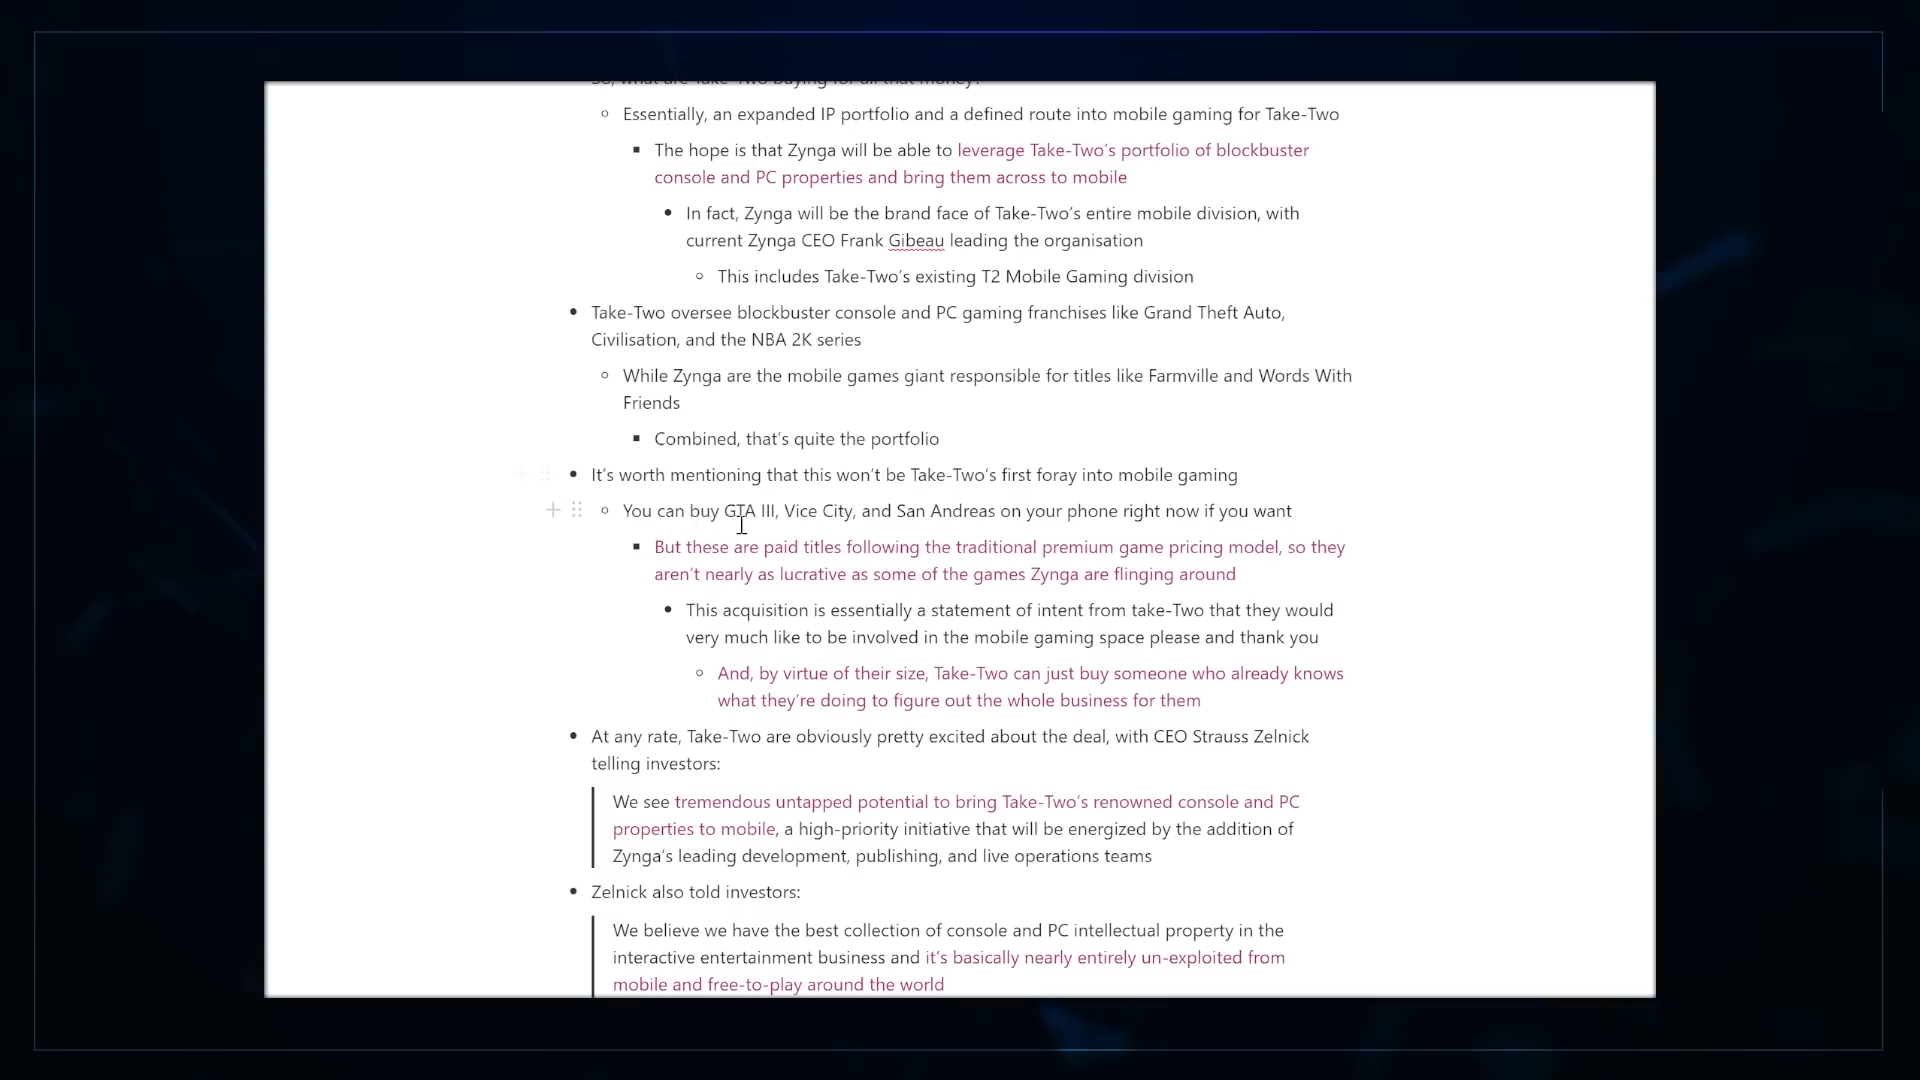 So, what are Take-Two buying for all that money?
Essentially, an expanded IP portfolio and a defined route into mobile gaming for Take-Two
The hope is that Zynga will be able to leverage Take-Two's portfolio of blockbuster
console and PC properties and bring them across to mobile
In fact, Zynga will be the brand face of Take-Two's entire mobile division, with
current Zynga CEO Frank Gibeau leading the organisation
This includes Take-Two's existing T2 Mobile Gaming division
Take-Two oversee blockbuster console and PC gaming franchises like Grand Theft Auto,
Civilisation, and the NBA 2K series
While Zynga are the mobile games giant responsible for titles like Farmville and Words With
Friends
Combined, that's quite the portfolio
It's worth mentioning that this won't be Take-Two's first foray into mobile gaming
You can buy GTA III, Vice City, and San Andreas on your phone right now if you want
But these are paid titles following the traditional premium game pricing model, so they
aren't nearly as lucrative as some of the games Zynga are flinging around
This acquisition is essentially a statement of intent from take-Two that they would
very much like to be involved in the mobile gaming space please and thank you
And, by virtue of their size, Take-Two can just buy someone who already knows
what they're doing to figure out the whole business for them
At any rate, Take-Two are obviously pretty excited about the deal, with CEO Strauss Zelnick
telling investors:
We see tremendous untapped potential to bring Take-Two's renowned console and PC
properties to mobile, a high-priority initiative that will be energized by the addition of
Zynga's leading development, publishing, and live operations teams
Zelnick also told investors:
We believe we have the best collection of console and PC intellectual property in the
interactive entertainment business and it's basically nearly entirely un-exploited from
mobile and free-to-play around the world